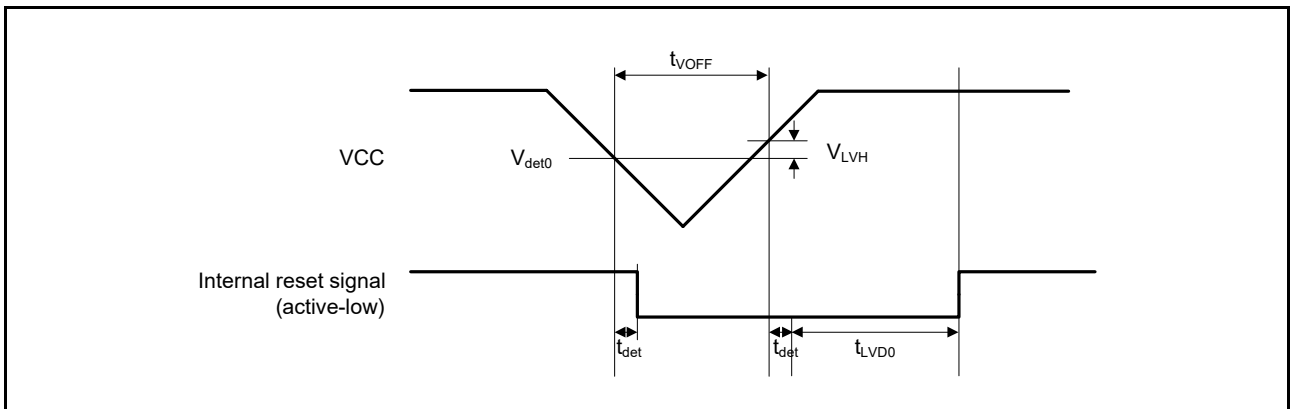 tVOFF
VCC
Vdet0
VLVH
Internal reset signal
(active-low)
tdet
tdet
tLVD0